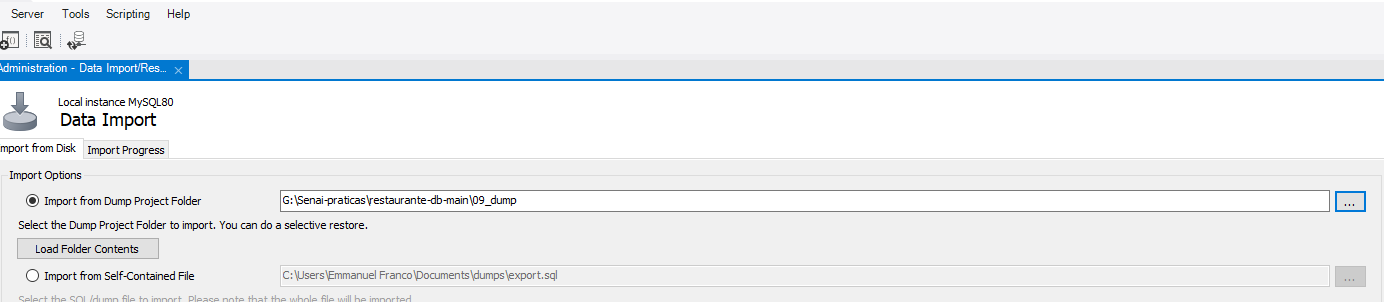 Server Tools Scripting Help
Administration - Data Import/Res...
Local instance MySQL80
Data Import
Import from Disk Import Progress
Import Options
Import from Dump Project Folder G:\Senai-praticas\restaurante-db-main\09_dump ...
Select the Dump Project Folder to import. You can do a selective restore.
Load Folder Contents
Import from Self-Contained File C:\Users\Emmanuel Franco\Documents\dumps\export.sql ...
Select the SQL/dump file to import. Please note that the whole file will be imported.